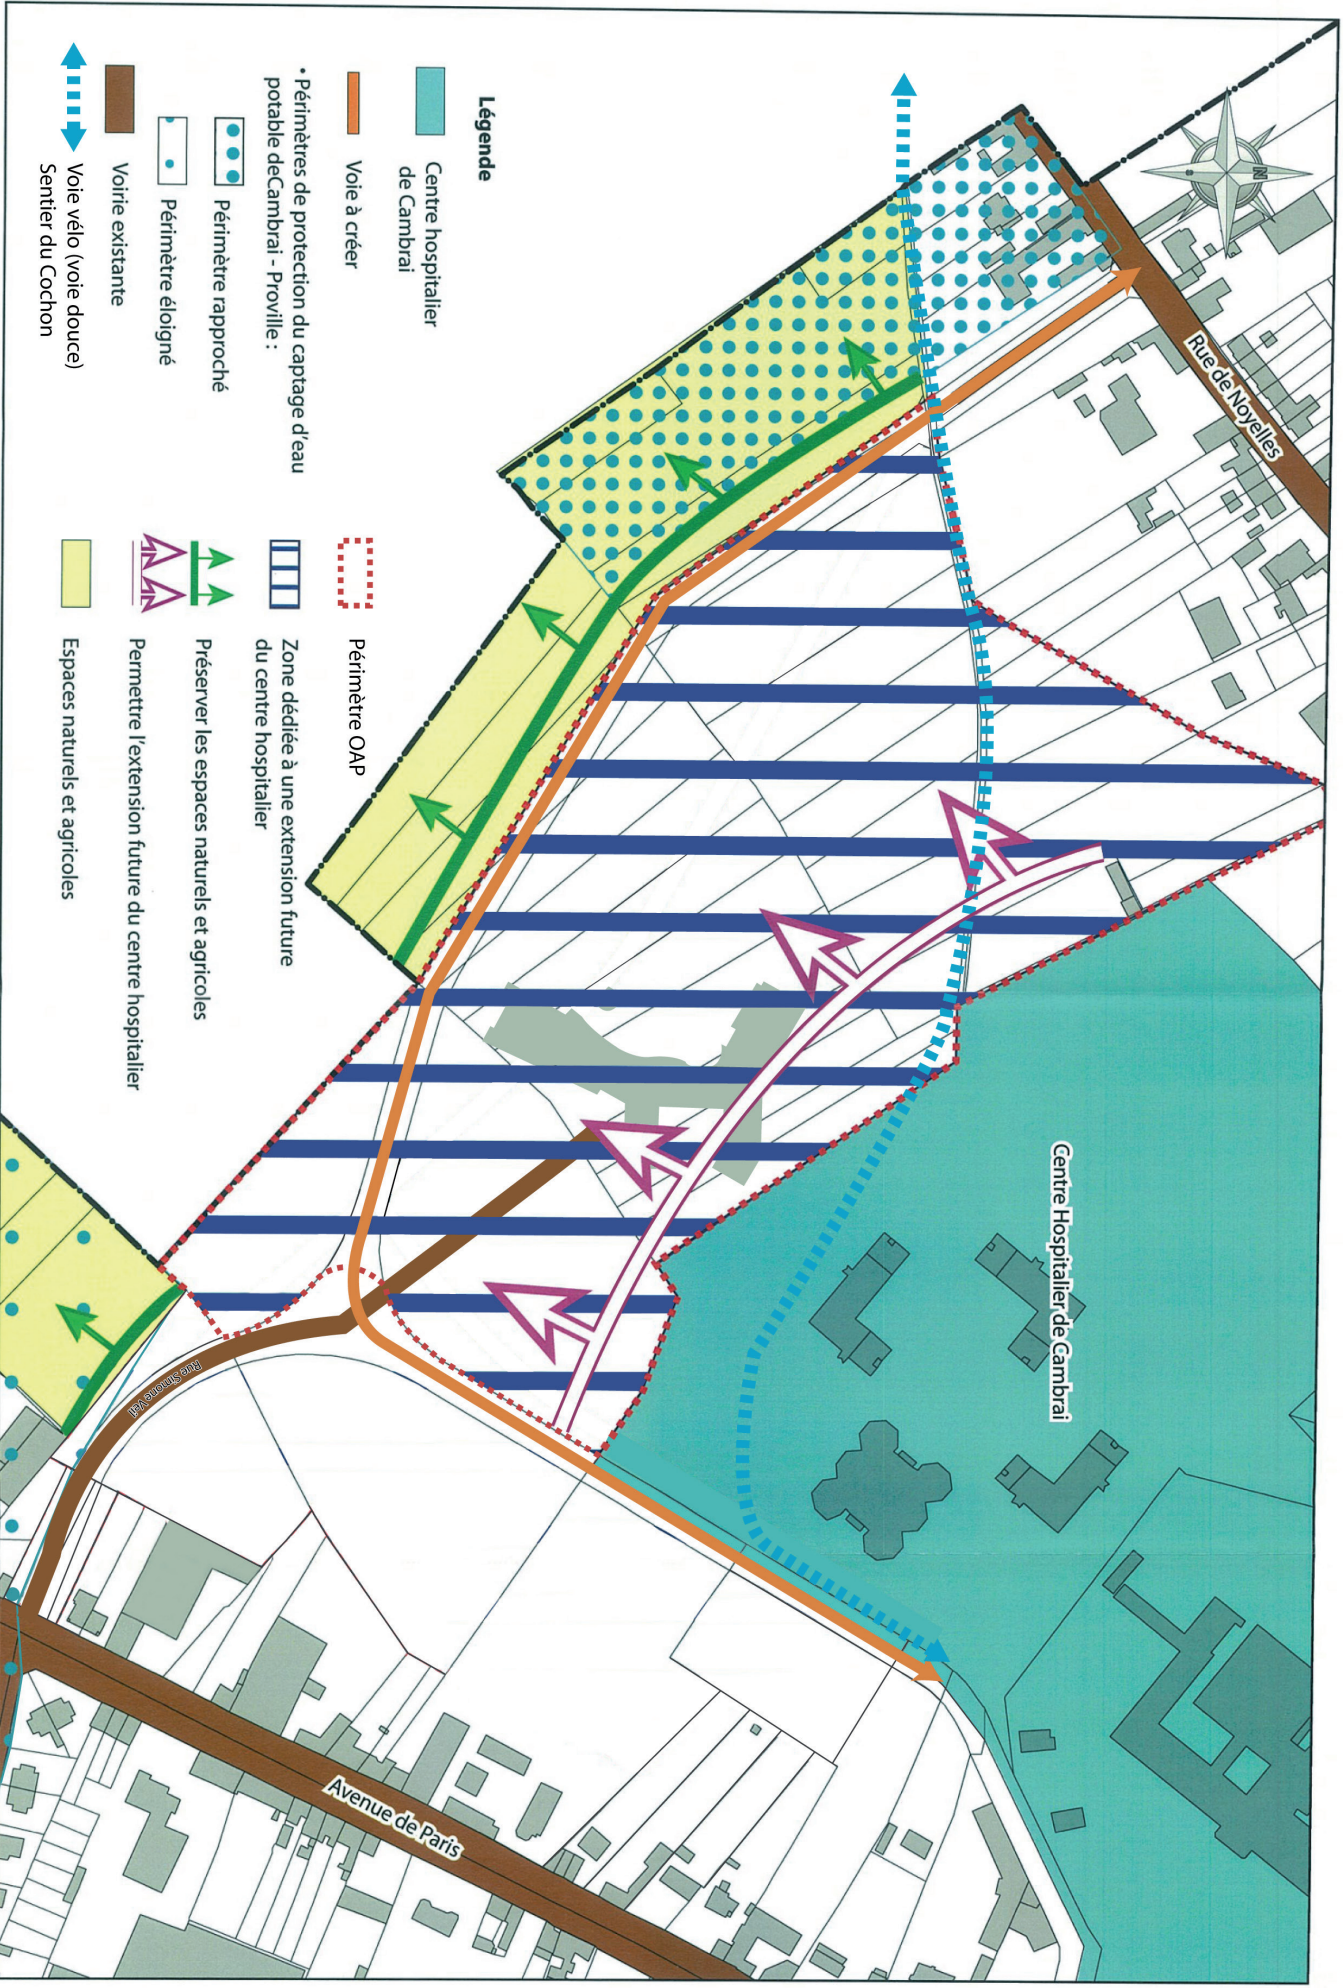 Légende
Centre hospitalier
de Cambrai
Voie à créer
• Périmètres de protection du captage d'eau
potable deCambrai - Proville :
Périmètre rapproché
Périmètre éloigné
Voirie existante
Voie vélo (voie douce)
Sentier du Cochon
Périmètre OAP
Zone dédiée à une extension future
du centre hospitalier
Préserver les espaces naturels et agricoles
Permettre l'extension future du centre hospitalier
Espaces naturels et agricoles
N
Rue de Noyelles
Centre Hospitalier de Cambrai
Rue Simone Veil
Avenue de Paris